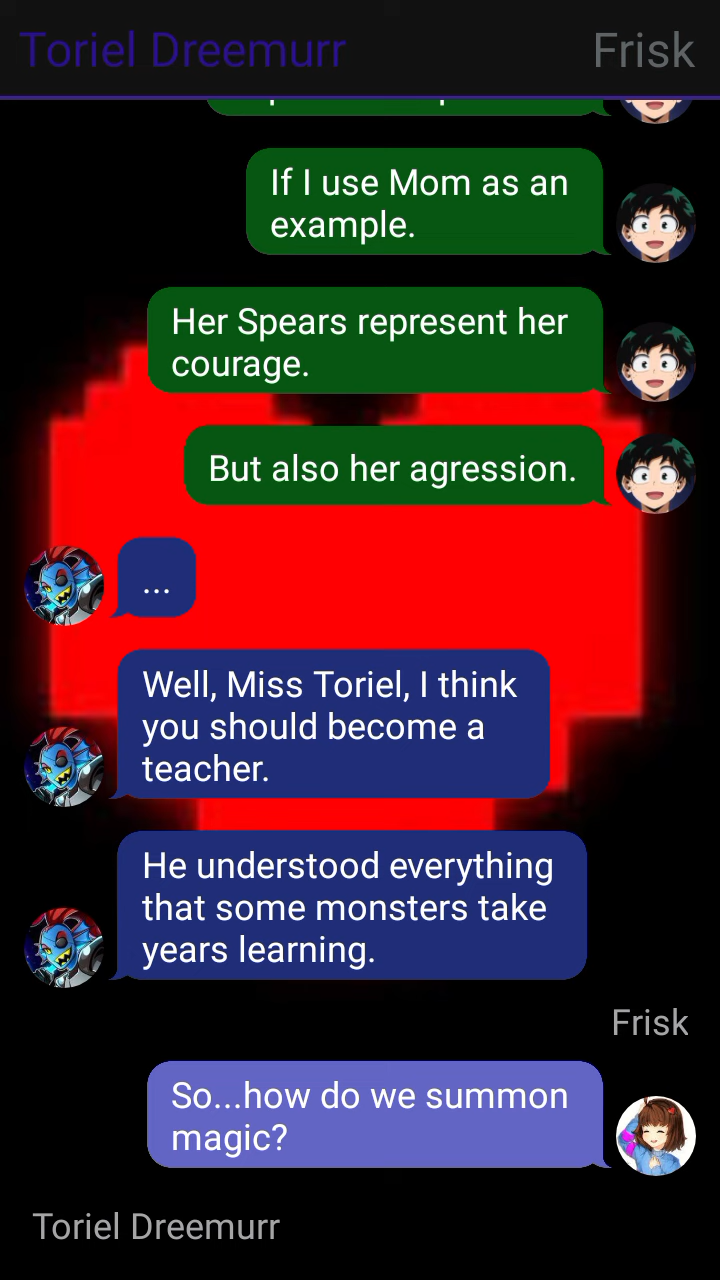 Toriel Dreemurr
Frisk
If I use Mom as an
example.
Her Spears represent her
courage.
But also her agression.
...
Well, Miss Toriel, I think
you should become a
teacher.
He understood everything
that some monsters take
years learning.
Frisk
So...how do we summon
magic?
Toriel Dreemurr